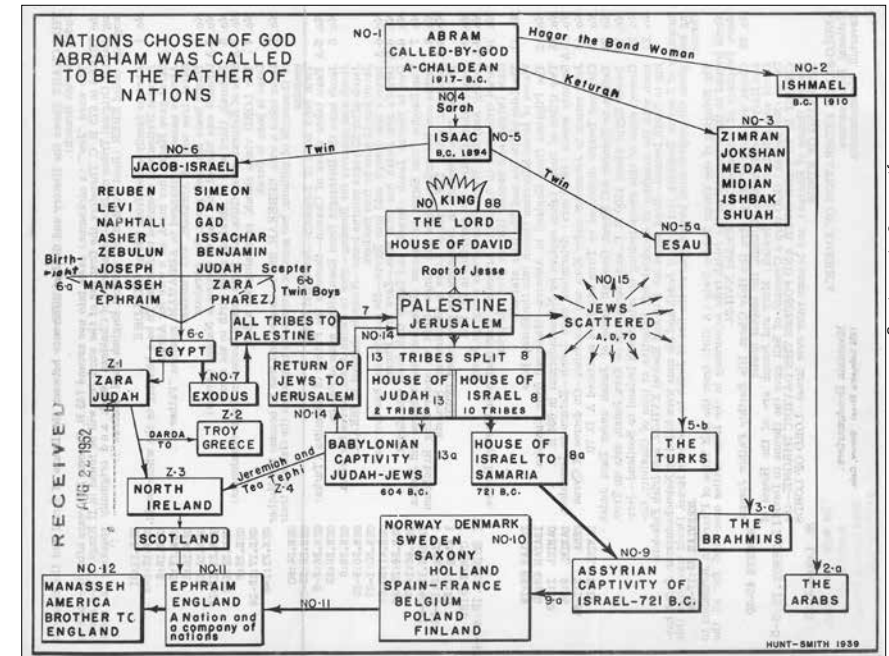 NATIONS CHOSEN OF GOD
ABRAHAM WAS CALLED
TO BE THE FATHER OF
NATIONS
NO-1
ABRAM
CALLED-BY-GOD
A-CHALDEAN
1917- B.C.
Hagar the Bond Woman
NO-2
ISHMAEL
B.C. 1910
Keturah
NO-3
ZIMRAN
JOKSHAN
MEDAN
MIDIAN
ISHBAK
SHUAH
NO 4
Sarah
ISAAC
B.C. 1894
NO-5
Twin
Twin
NO-6
JACOB-ISRAEL
REUBEN SIMEON
LEVI DAN
NAPHTALI GAD
ASHER ISSACHAR
ZEBULUN BENJAMIN
JOSEPH JUDAH
Birth-
right
6-a
Scepter
6-b
Twin Boys
MANASSEH ZARA
EPHRAIM PHAREZ
NO 88
KING
THE LORD
HOUSE OF DAVID
Root of Jesse
NO-5a
ESAU
PALESTINE
JERUSALEM
NO-15
JEWS
SCATTERED
A.D. 70
7
ALL TRIBES TO
PALESTINE
NO-14
6-c
EGYPT
NO-7
EXODUS
RETURN OF
JEWS TO
JERUSALEM
NO-14
13 TRIBES SPLIT 8
HOUSE OF
JUDAH 13
2 TRIBES
HOUSE OF
ISRAEL 8
10 TRIBES
Z-1
ZARA
JUDAH
DARDA
TO
Z-2
TROY
GREECE
BABYLONIAN
CAPTIVITY
JUDAH-JEWS
604 B.C.
13a
HOUSE OF
ISRAEL TO
SAMARIA
721 B.C.
8a
5-b
THE
TURKS
Jeremiah and
Tea Tephi
Z-4
Z-3
NORTH
IRELAND
SCOTLAND
RECEIVED
AUG 22 1962
3-a
THE
BRAHMINS
2-a
THE
ARABS
NO-9
ASSYRIAN
CAPTIVITY OF
ISRAEL-721 B.C.
9-a
NO-10
NORWAY DENMARK
SWEDEN
SAXONY
HOLLAND
SPAIN-FRANCE
BELGIUM
POLAND
FINLAND
NO-11
NO-11
EPHRAIM
ENGLAND
A Nation and
a company of
nations
NO-12
MANASSEH
AMERICA
BROTHER TO
ENGLAND
HUNT-SMITH 1939